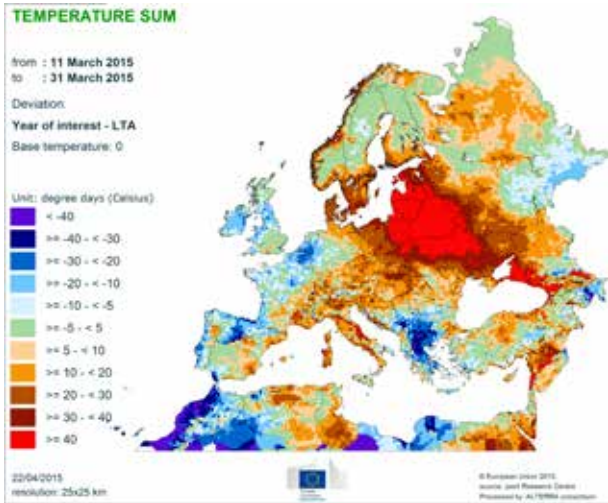 TEMPERATURE SUM
from : 11 March 2015
to : 31 March 2015
Deviation:
Year of interest - LTA
Base temperature: 0
Unit: degree days (Celsius)
< -40
>= -40 - < -30
>= -30 - < -20
>= -20 - < -10
>= -10 - < -5
>= -5 - < 5
>= 5 - < 10
>= 10 - < 20
>= 20 - < 30
>= 30 - < 40
>= 40
22/04/2015
resolution: 25x25 km
© European Union 2015
source: Joint Research Centre
Processed by ALTERRA consortium